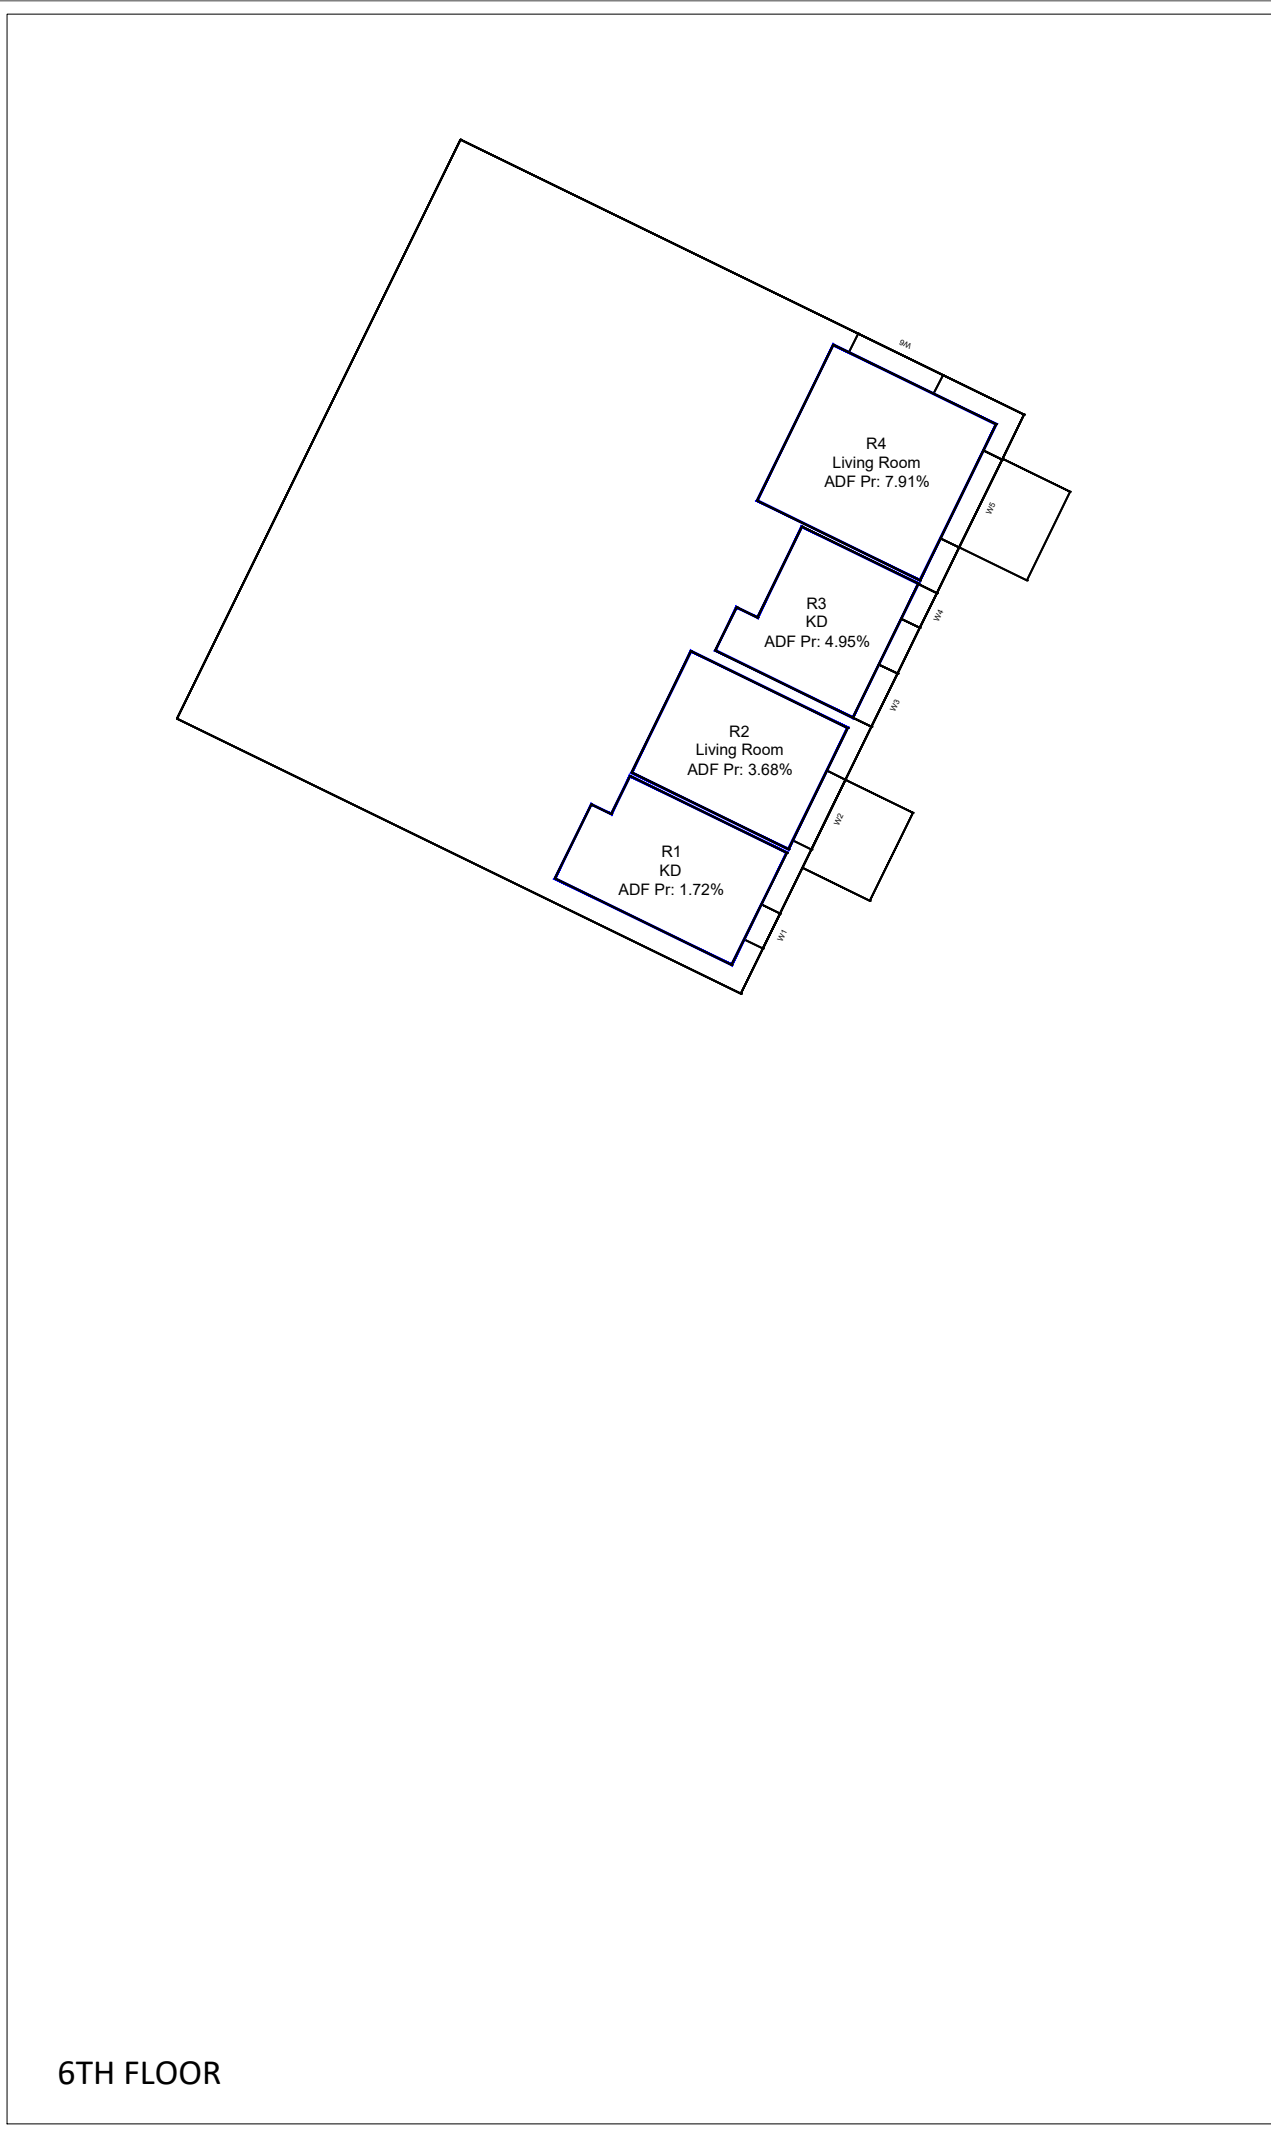 W6
R4
Living Room
ADF Pr: 7.91%
W5
R3
KD
ADF Pr: 4.95%
W4
W3
R2
Living Room
ADF Pr: 3.68%
W2
R1
KD
ADF Pr: 1.72%
W1
6TH FLOOR